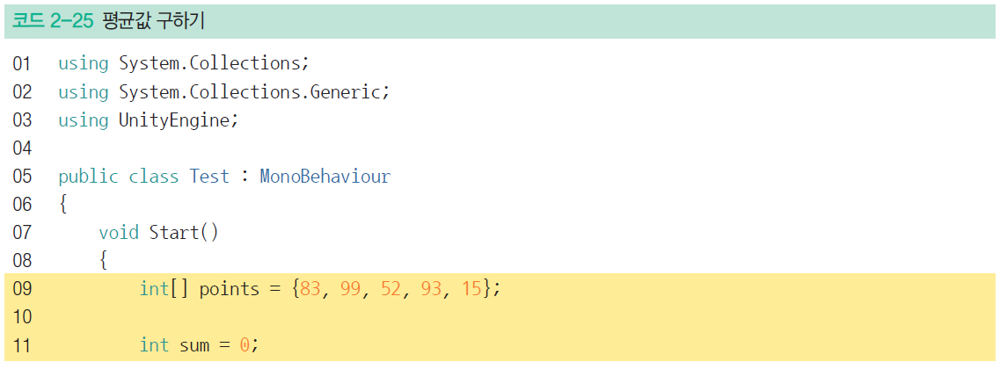 코드 2-25 평균값 구하기
01 using System.Collections;
02 using System.Collections.Generic;
03 using UnityEngine;
04
05 public class Test : MonoBehaviour
06 {
07 void Start()
08 {
09 int[] points = {83, 99, 52, 93, 15};
10
11 int sum = 0;